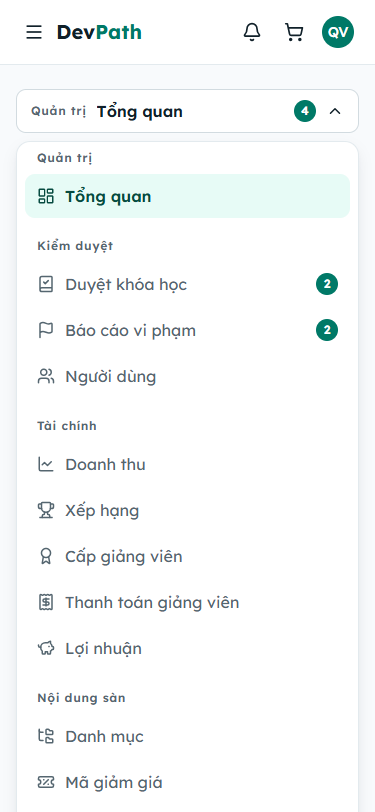 DevPath
QV
Quản trị Tổng quan 4
Quản trị
Tổng quan
Kiểm duyệt
Duyệt khóa học 2
Báo cáo vi phạm 2
Người dùng
Tài chính
Doanh thu
Xếp hạng
Cấp giảng viên
Thanh toán giảng viên
Lợi nhuận
Nội dung sàn
Danh mục
Mã giảm giá